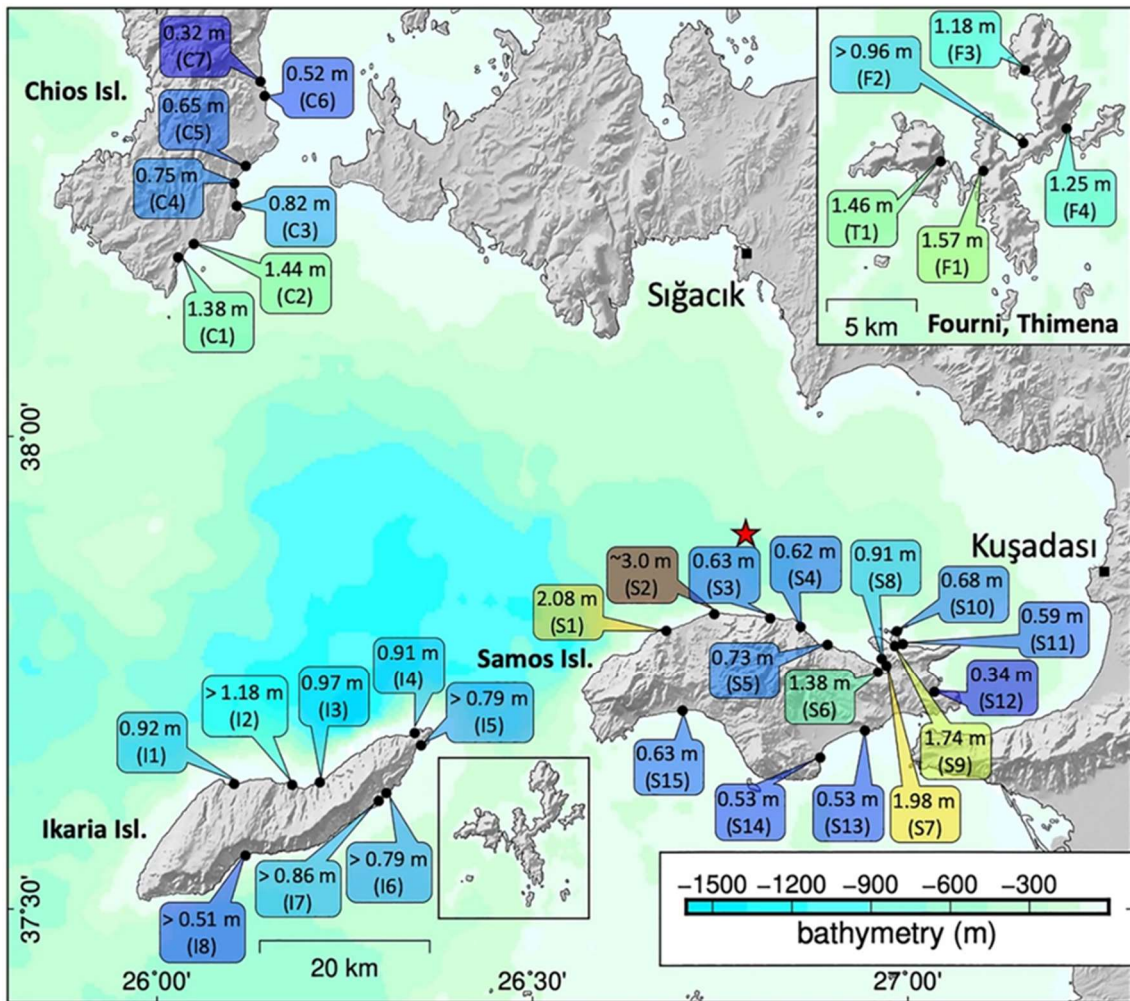 0.32 m
(C7)
0.52 m
(C6)
Chios Isl.
0.65 m
(C5)
0.75 m
(C4)
0.82 m
(C3)
1.44 m
(C2)
1.38 m
(C1)
Sığacık
1.18 m
(F3)
> 0.96 m
(F2)
1.46 m
(T1)
1.57 m
(F1)
1.25 m
(F4)
5 km
Fourni, Thimena
38°00'
Kuşadası
~3.0 m
(S2)
0.63 m
(S3)
0.62 m
(S4)
0.91 m
(S8)
0.68 m
(S10)
2.08 m
(S1)
0.59 m
(S11)
Samos Isl.
0.73 m
(S5)
1.38 m
(S6)
0.34 m
(S12)
0.63 m
(S15)
0.53 m
(S14)
0.53 m
(S13)
1.98 m
(S7)
1.74 m
(S9)
0.91 m
(I4)
> 1.18 m
(I2)
0.97 m
(I3)
> 0.79 m
(I5)
0.92 m
(I1)
Ikaria Isl.
> 0.86 m
(I7)
> 0.79 m
(I6)
> 0.51 m
(I8)
20 km
37°30'
−1500 −1200 −900 −600 −300
bathymetry (m)
26°00' 26°30' 27°00'